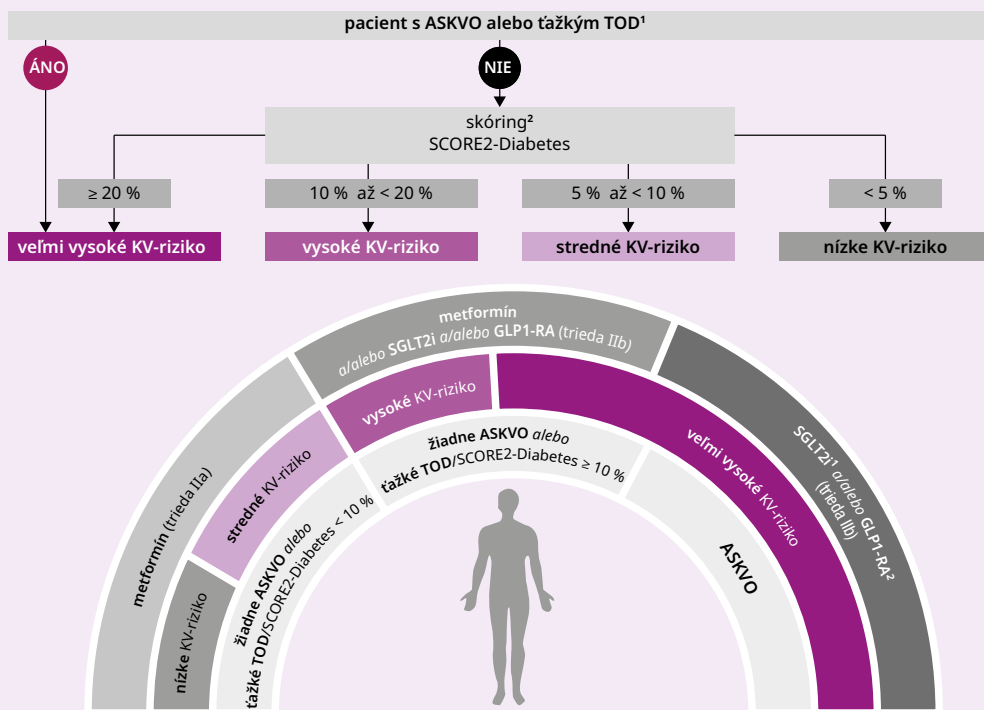 pacient s ASKVO alebo ťažkým TOD¹
ÁNO
NIE
skóring²
SCORE2-Diabetes
≥ 20 %
10 % až < 20 %
5 % až < 10 %
< 5 %
veľmi vysoké KV-riziko
vysoké KV-riziko
stredné KV-riziko
nízke KV-riziko
metformín (trieda IIa)
metformín
a/alebo SGLT2i a/alebo GLP1-RA (trieda IIb)
SGLT2i¹ a/alebo GLP1-RA²
(trieda IIb)
nízke KV-riziko
stredné KV-riziko
vysoké KV-riziko
veľmi vysoké KV-riziko
žiadne ASKVO alebo
ťažké TOD/SCORE2-Diabetes < 10 %
žiadne ASKVO alebo
ťažké TOD/SCORE2-Diabetes ≥ 10 %
ASKVO